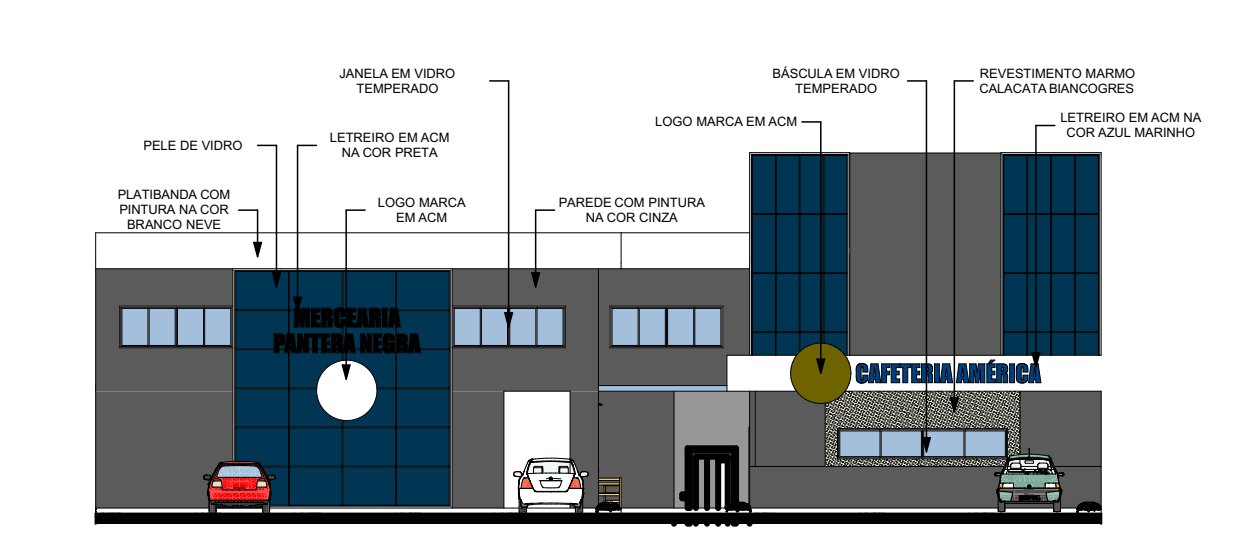 JANELA EM VIDRO
TEMPERADO
BÁSCULA EM VIDRO
TEMPERADO
REVESTIMENTO MARMO
CALACATA BIANCOGRES
LOGO MARCA EM ACM
LETREIRO EM ACM NA
COR AZUL MARINHO
PELE DE VIDRO
LETREIRO EM ACM
NA COR PRETA
PLATIBANDA COM
PINTURA NA COR
BRANCO NEVE
LOGO MARCA
EM ACM
PAREDE COM PINTURA
NA COR CINZA
MERCEARIA
PANTERA NEGRA
CAFETERIA AMÉRICA